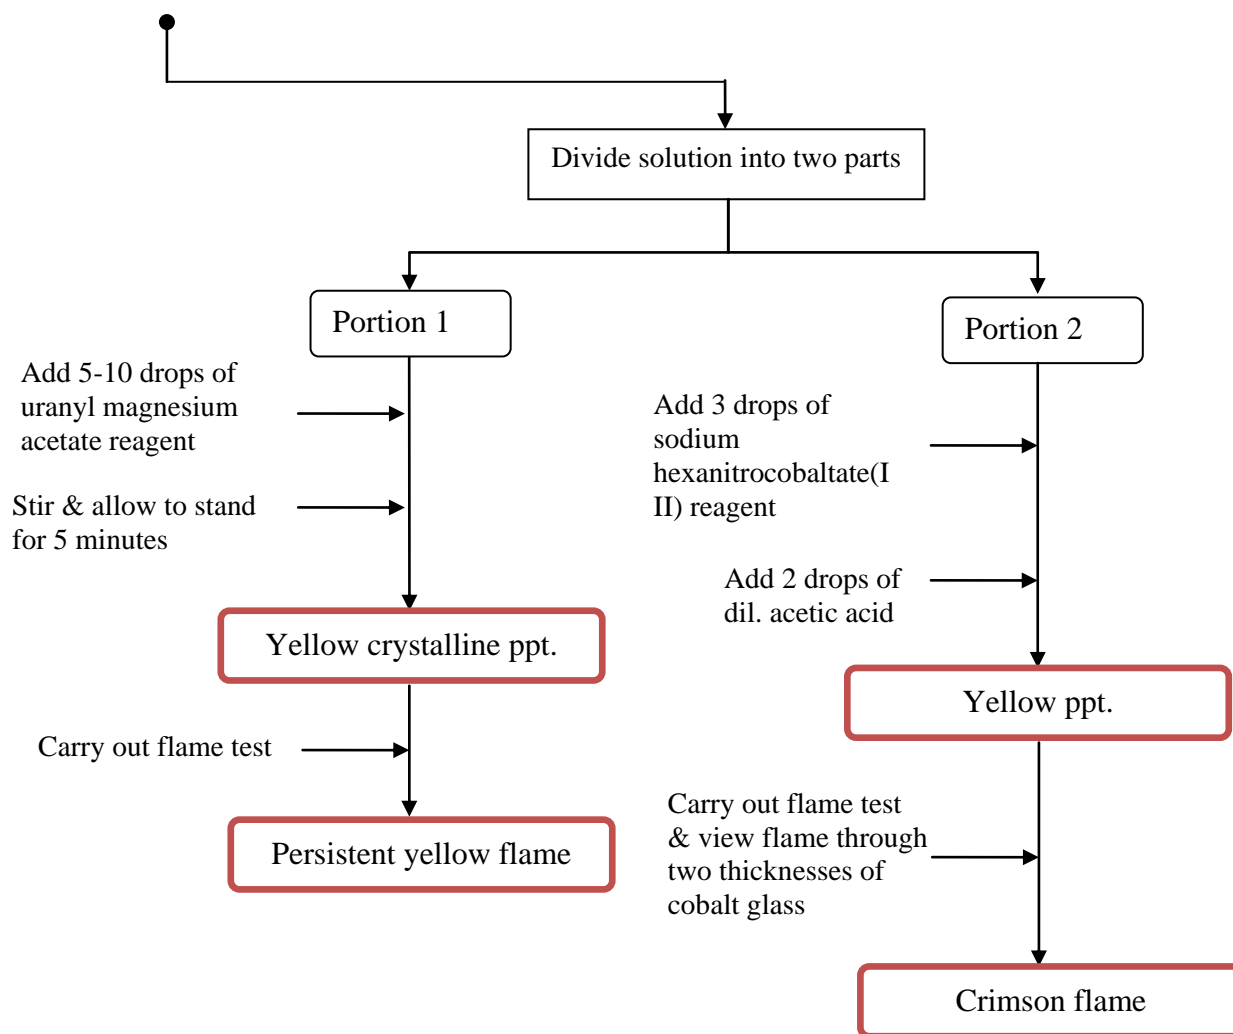 Divide solution into two parts
Portion 1
Add 5-10 drops of
uranyl magnesium
acetate reagent
Stir & allow to stand
for 5 minutes
Yellow crystalline ppt.
Carry out flame test
Persistent yellow flame
Portion 2
Add 3 drops of
sodium
hexanitrocobaltate(I
II) reagent
Add 2 drops of
dil. acetic acid
Yellow ppt.
Carry out flame test
& view flame through
two thicknesses of
cobalt glass
Crimson flame